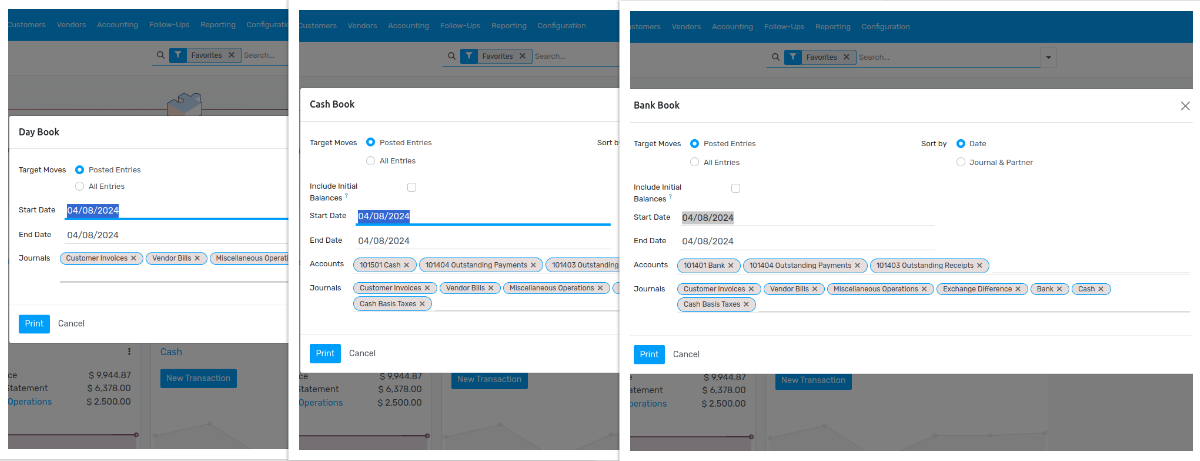 Customers Vendors Accounting Follow-Ups Reporting Configuratio
Favorites ✕ Search...
Day Book
Target Moves Posted Entries
All Entries
Start Date 04/08/2024
End Date 04/08/2024
Journals Customer Invoices ✕ Vendor Bills ✕ Miscellaneous Operati
Print Cancel
Cash
ce $ 9,944.87
Statement $ 6,378.00
Operations $ 2,500.00
New Transaction
Customers Vendors Accounting Follow-Ups Reporting Configuration
Favorites ✕ Search...
Cash Book
Target Moves Posted Entries Sort by
All Entries
Include Initial
Balances ?
Start Date 04/08/2024
End Date 04/08/2024
Accounts 101501 Cash ✕ 101404 Outstanding Payments ✕ 101403 Outstanding
Journals Customer Invoices ✕ Vendor Bills ✕ Miscellaneous Operations ✕
Cash Basis Taxes ✕
Print Cancel
ce $ 9,944.87
Statement $ 6,378.00
Operations $ 2,500.00
New Transaction
ustomers Vendors Accounting Follow-Ups Reporting Configuration
Favorites ✕ Search...
Bank Book
Target Moves Posted Entries Sort by Date
All Entries Journal & Partner
Include Initial
Balances ?
Start Date 04/08/2024
End Date 04/08/2024
Accounts 101401 Bank ✕ 101404 Outstanding Payments ✕ 101403 Outstanding Receipts ✕
Journals Customer Invoices ✕ Vendor Bills ✕ Miscellaneous Operations ✕ Exchange Difference ✕ Bank ✕ Cash ✕
Cash Basis Taxes ✕
Print Cancel
ce $ 9,944.87
tatement $ 6,378.00
perations $ 2,500.00
New Transaction